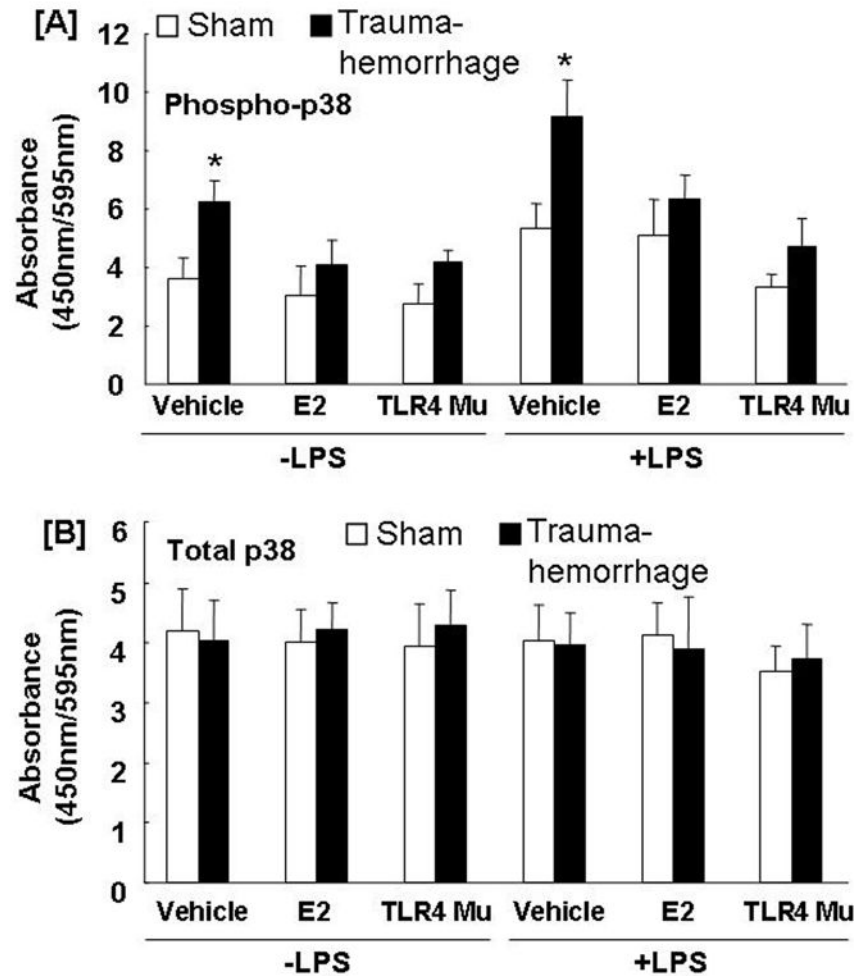 [A]
Sham
Trauma-
hemorrhage
Phospho-p38
Absorbance
(450nm/595nm)
12
10
8
6
4
2
0
*
*
Vehicle E2 TLR4 Mu Vehicle E2 TLR4 Mu
-LPS +LPS
[B]
Total p38
Sham
Trauma-
hemorrhage
Absorbance
(450nm/595nm)
6
5
4
3
2
1
0
Vehicle E2 TLR4 Mu Vehicle E2 TLR4 Mu
-LPS +LPS